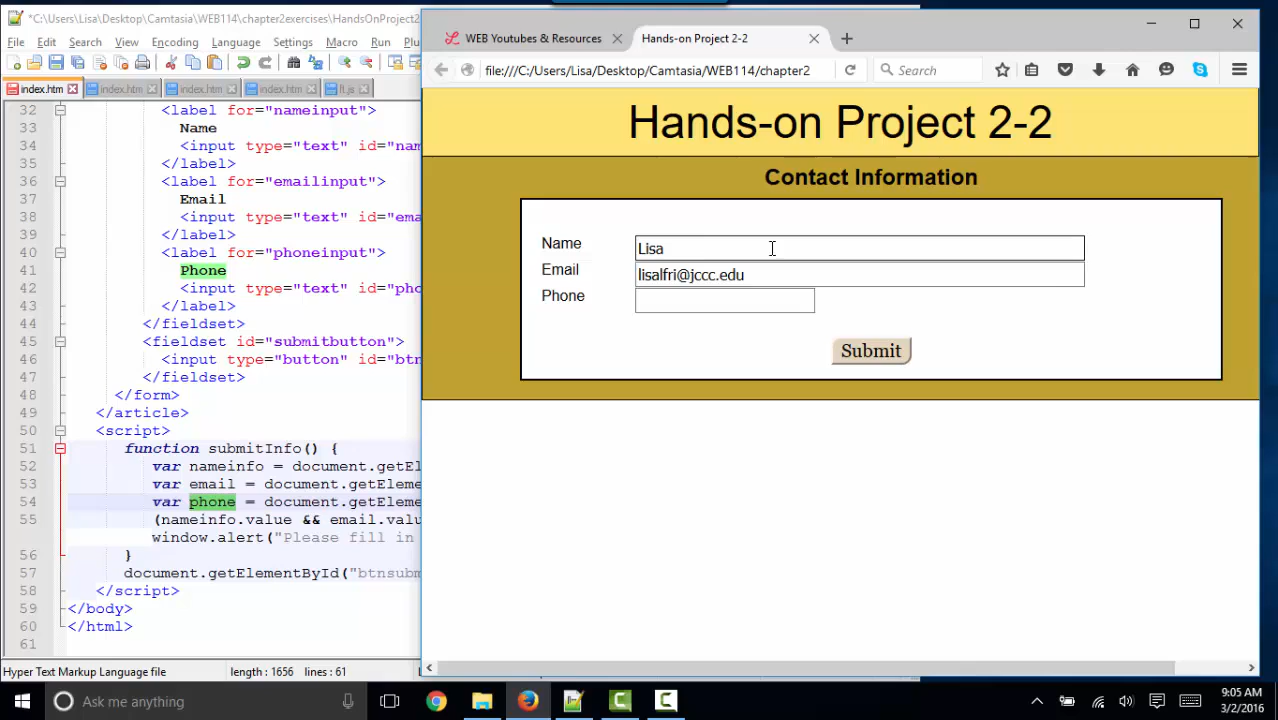 *C:\Users\Lisa\Desktop\Camtasia\WEB114\chapter2exercises\HandsOnProject2
File Edit Search View Encoding Language Settings Macro Run
index.htm index.htm index.htm index.htm ft.js
32 <label for="nameinput">
33 Name
34 <input type="text" id="nam
35 </label>
36 <label for="emailinput">
37 Email
38 <input type="text" id="ema
39 </label>
40 <label for="phoneinput">
41 Phone
42 <input type="text" id="pho
43 </label>
44 </fieldset>
45 <fieldset id="submitbutton">
46 <input type="button" id="btn
47 </fieldset>
48 </form>
49 </article>
50 <script>
51 function submitInfo() {
52 var nameinfo = document.getEl
53 var email = document.getEleme
54 var phone = document.getEleme
55 (nameinfo.value && email.valu
window.alert("Please fill in
56 }
57 document.getElementById("btnsubm
58 </script>
59 </body>
60 </html>
61
Hyper Text Markup Language file length : 1656 lines : 61
WEB Youtubes & Resources Hands-on Project 2-2
file:///C:/Users/Lisa/Desktop/Camtasia/WEB114/chapter2 Search
Hands-on Project 2-2
Contact Information
Name Lisa
Email lisalfri@jccc.edu
Phone
Submit
Ask me anything
9:05 AM
3/2/2016